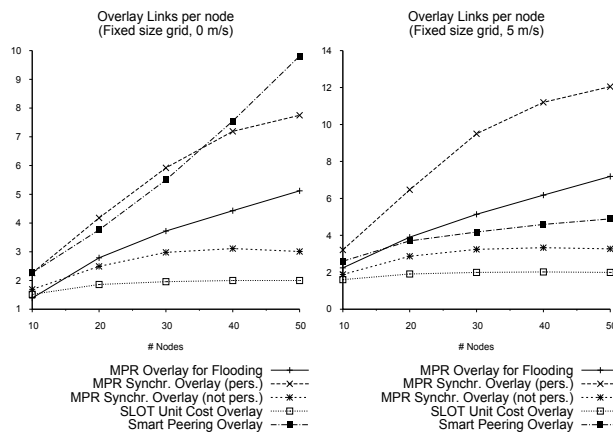 Overlay Links per node
(Fixed size grid, 0 m/s)
10
9
8
7
6
5
4
3
2
1
10 20 30 40 50
# Nodes
MPR Overlay for Flooding
MPR Synchr. Overlay (pers.)
MPR Synchr. Overlay (not pers.)
SLOT Unit Cost Overlay
Smart Peering Overlay
Overlay Links per node
(Fixed size grid, 5 m/s)
14
12
10
8
6
4
2
0
10 20 30 40 50
# Nodes
MPR Overlay for Flooding
MPR Synchr. Overlay (pers.)
MPR Synchr. Overlay (not pers.)
SLOT Unit Cost Overlay
Smart Peering Overlay